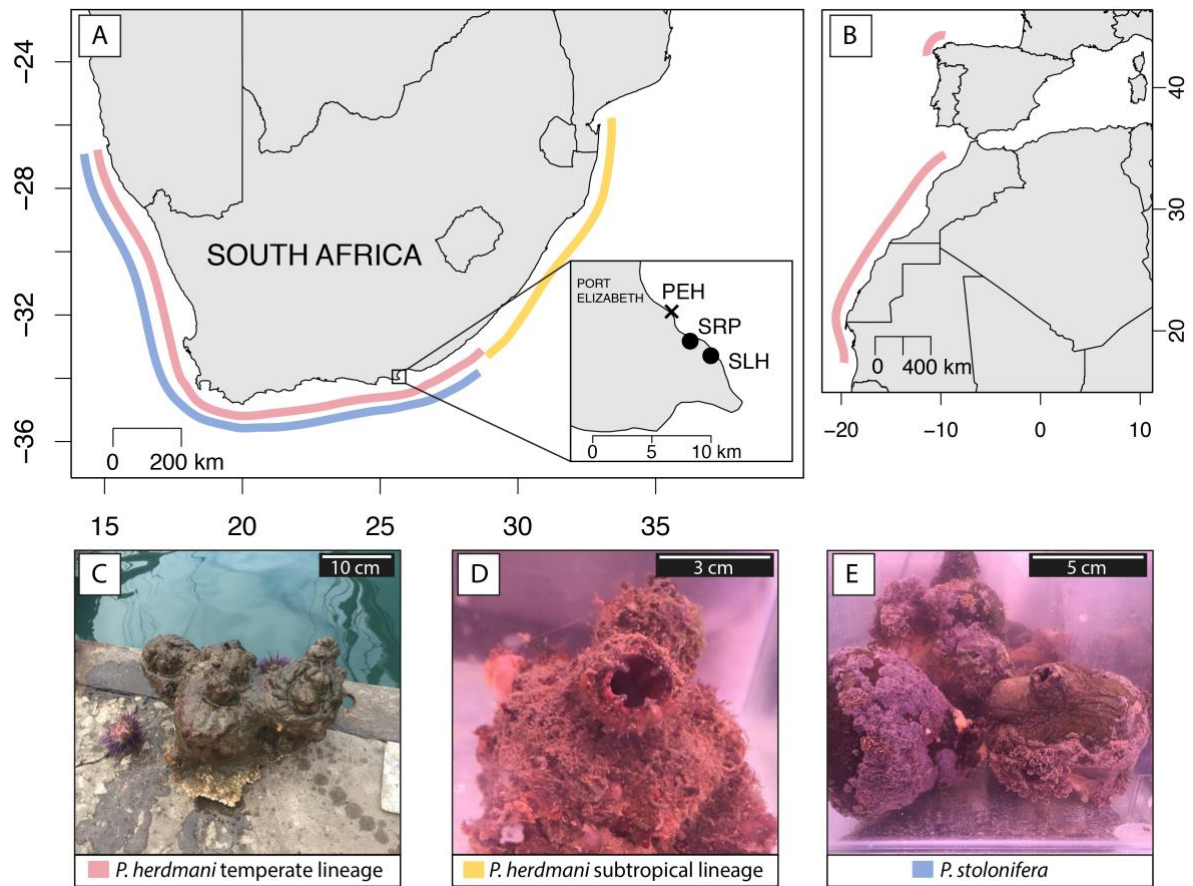 A
B
−24
−28
−32
−36
SOUTH AFRICA
PORT
ELIZABETH
PEH
SRP
SLH
0 5 10 km
0 200 km
15 20 25 30 35
40
30
20
0 400 km
−20 −10 0 10
C
10 cm
D
3 cm
E
5 cm
P. herdmani temperate lineage
P. herdmani subtropical lineage
P. stolonifera